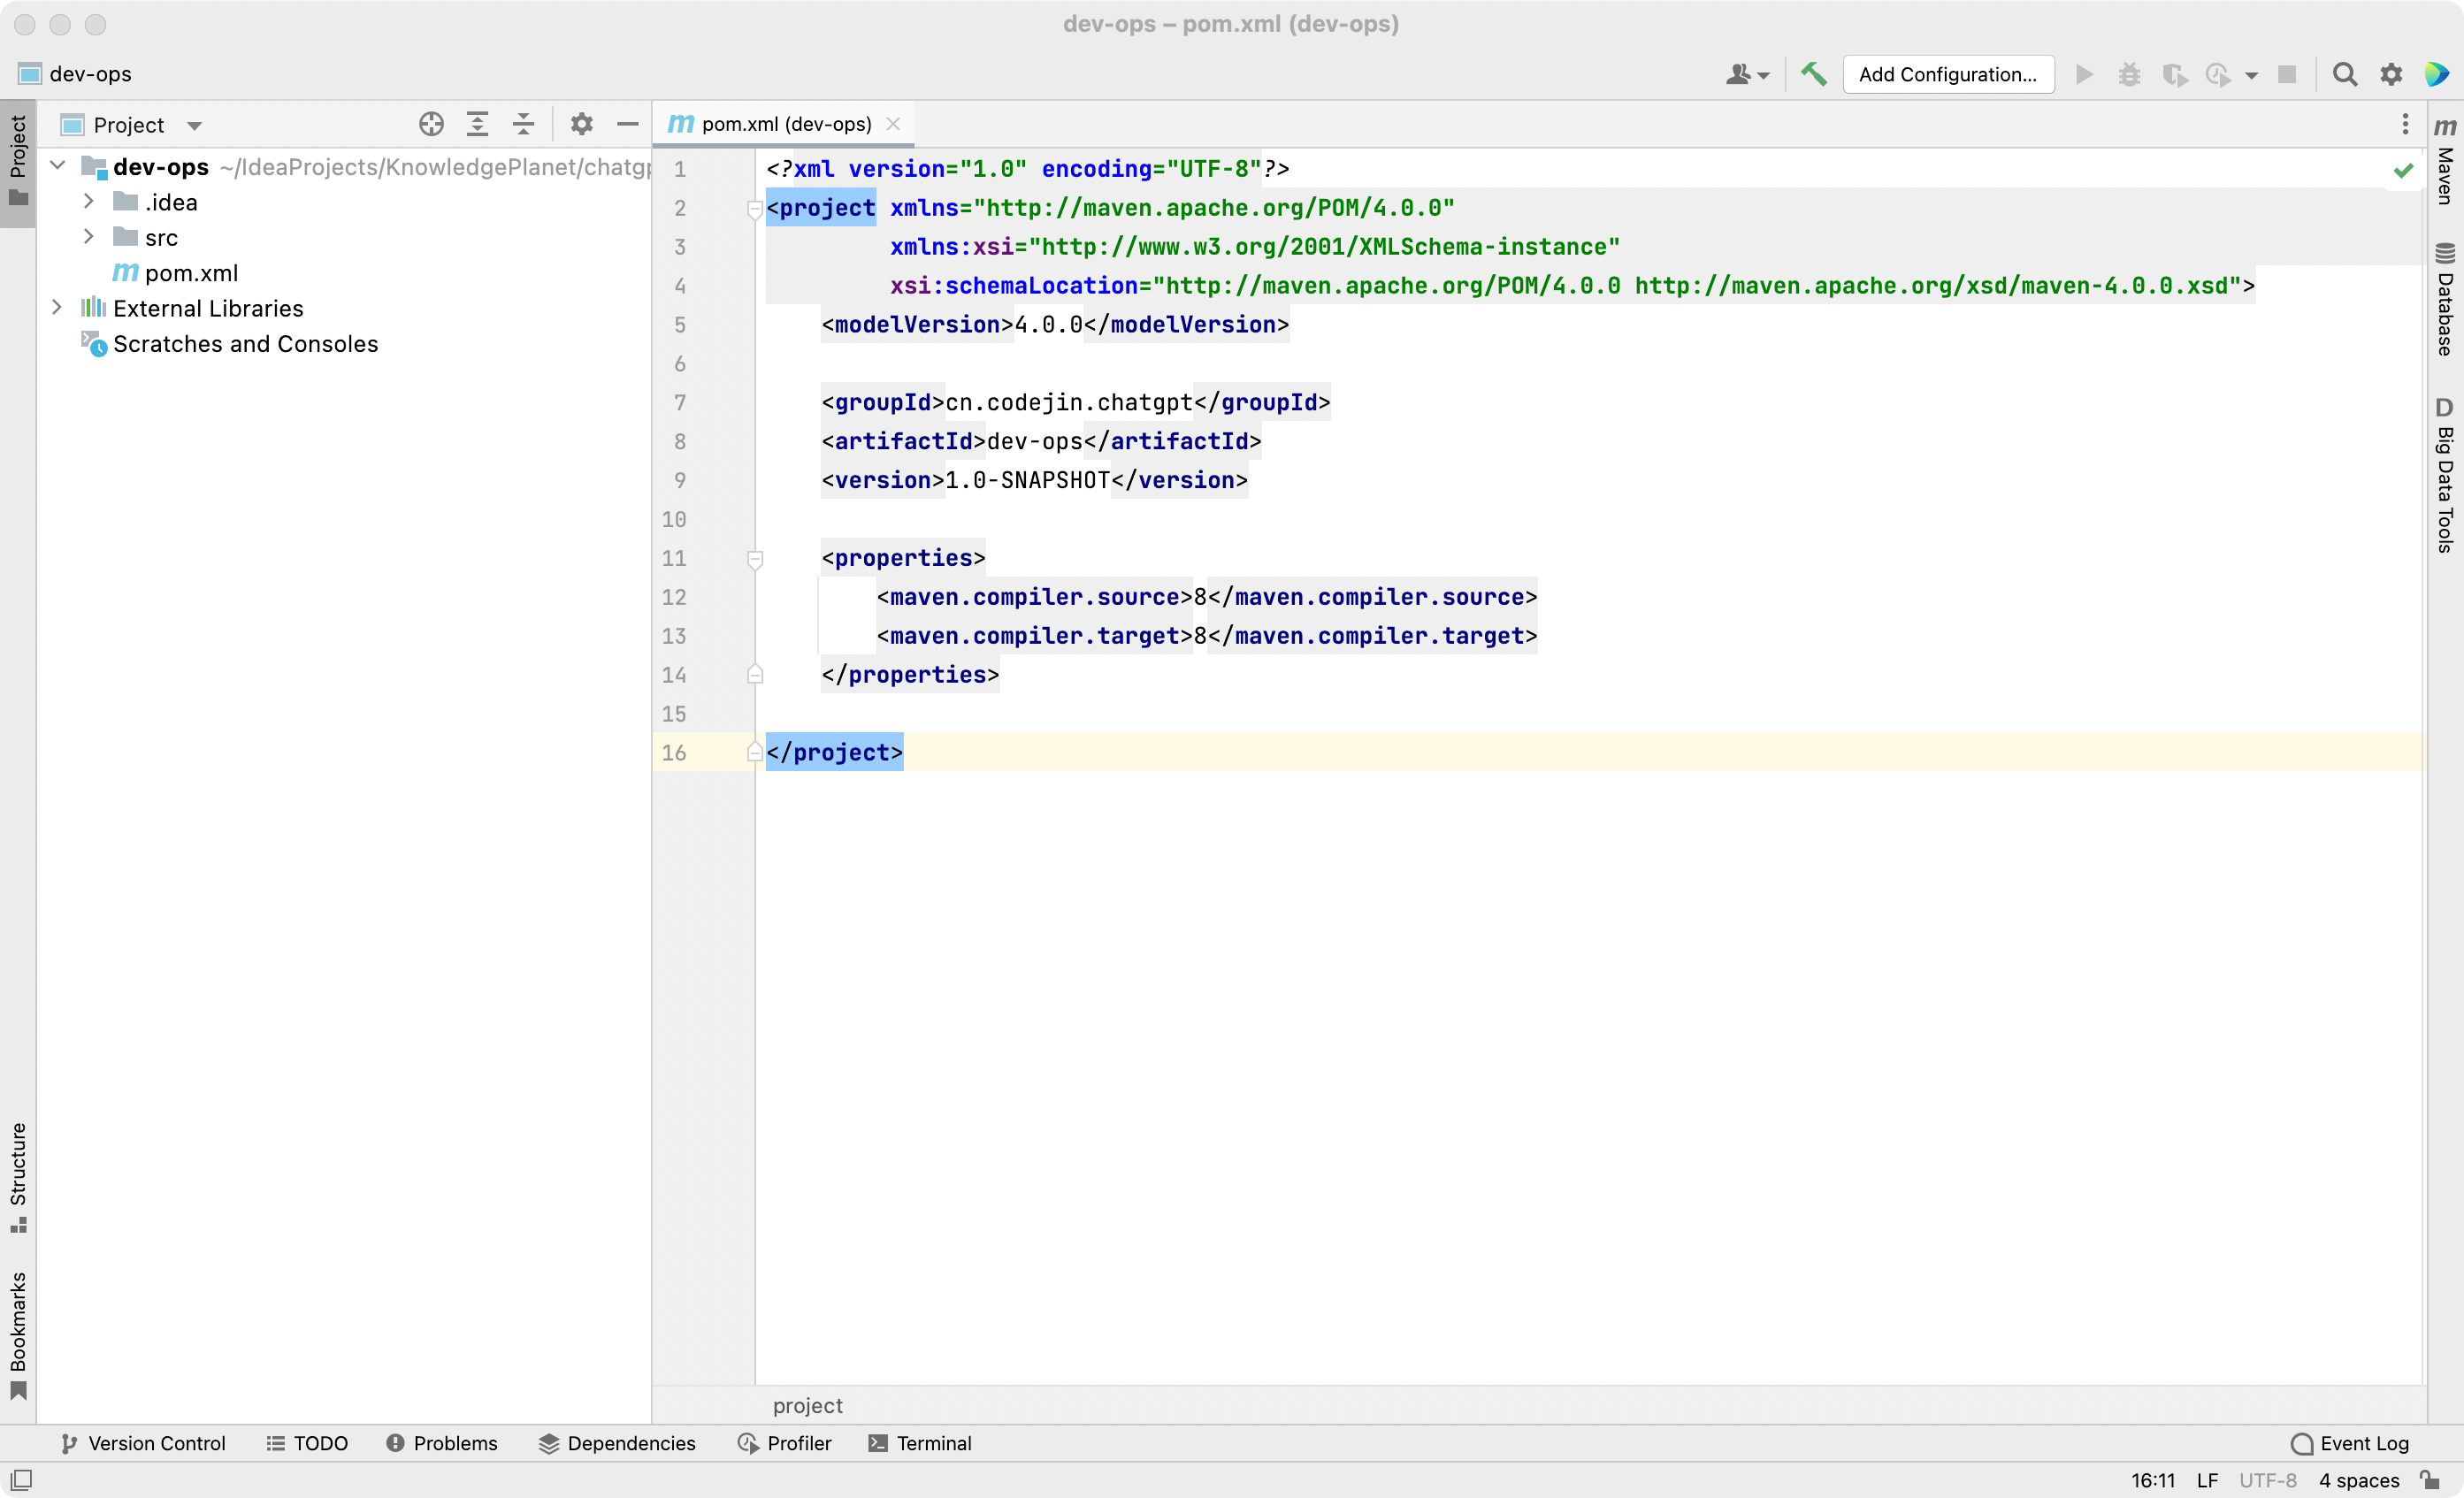 dev-ops – pom.xml (dev-ops)
dev-ops
Add Configuration...
Project
Project
dev-ops ~/IdeaProjects/KnowledgePlanet/chatgp
.idea
src
m pom.xml
External Libraries
Scratches and Consoles
Structure
Bookmarks
m pom.xml (dev-ops)
1 <?xml version="1.0" encoding="UTF-8"?>
2 <project xmlns="http://maven.apache.org/POM/4.0.0"
3 xmlns:xsi="http://www.w3.org/2001/XMLSchema-instance"
4 xsi:schemaLocation="http://maven.apache.org/POM/4.0.0 http://maven.apache.org/xsd/maven-4.0.0.xsd">
5 <modelVersion>4.0.0</modelVersion>
6
7 <groupId>cn.codejin.chatgpt</groupId>
8 <artifactId>dev-ops</artifactId>
9 <version>1.0-SNAPSHOT</version>
10
11 <properties>
12 <maven.compiler.source>8</maven.compiler.source>
13 <maven.compiler.target>8</maven.compiler.target>
14 </properties>
15
16 </project>
project
m Maven
Database
D Big Data Tools
Version Control TODO Problems Dependencies Profiler Terminal Event Log
16:11 LF UTF-8 4 spaces